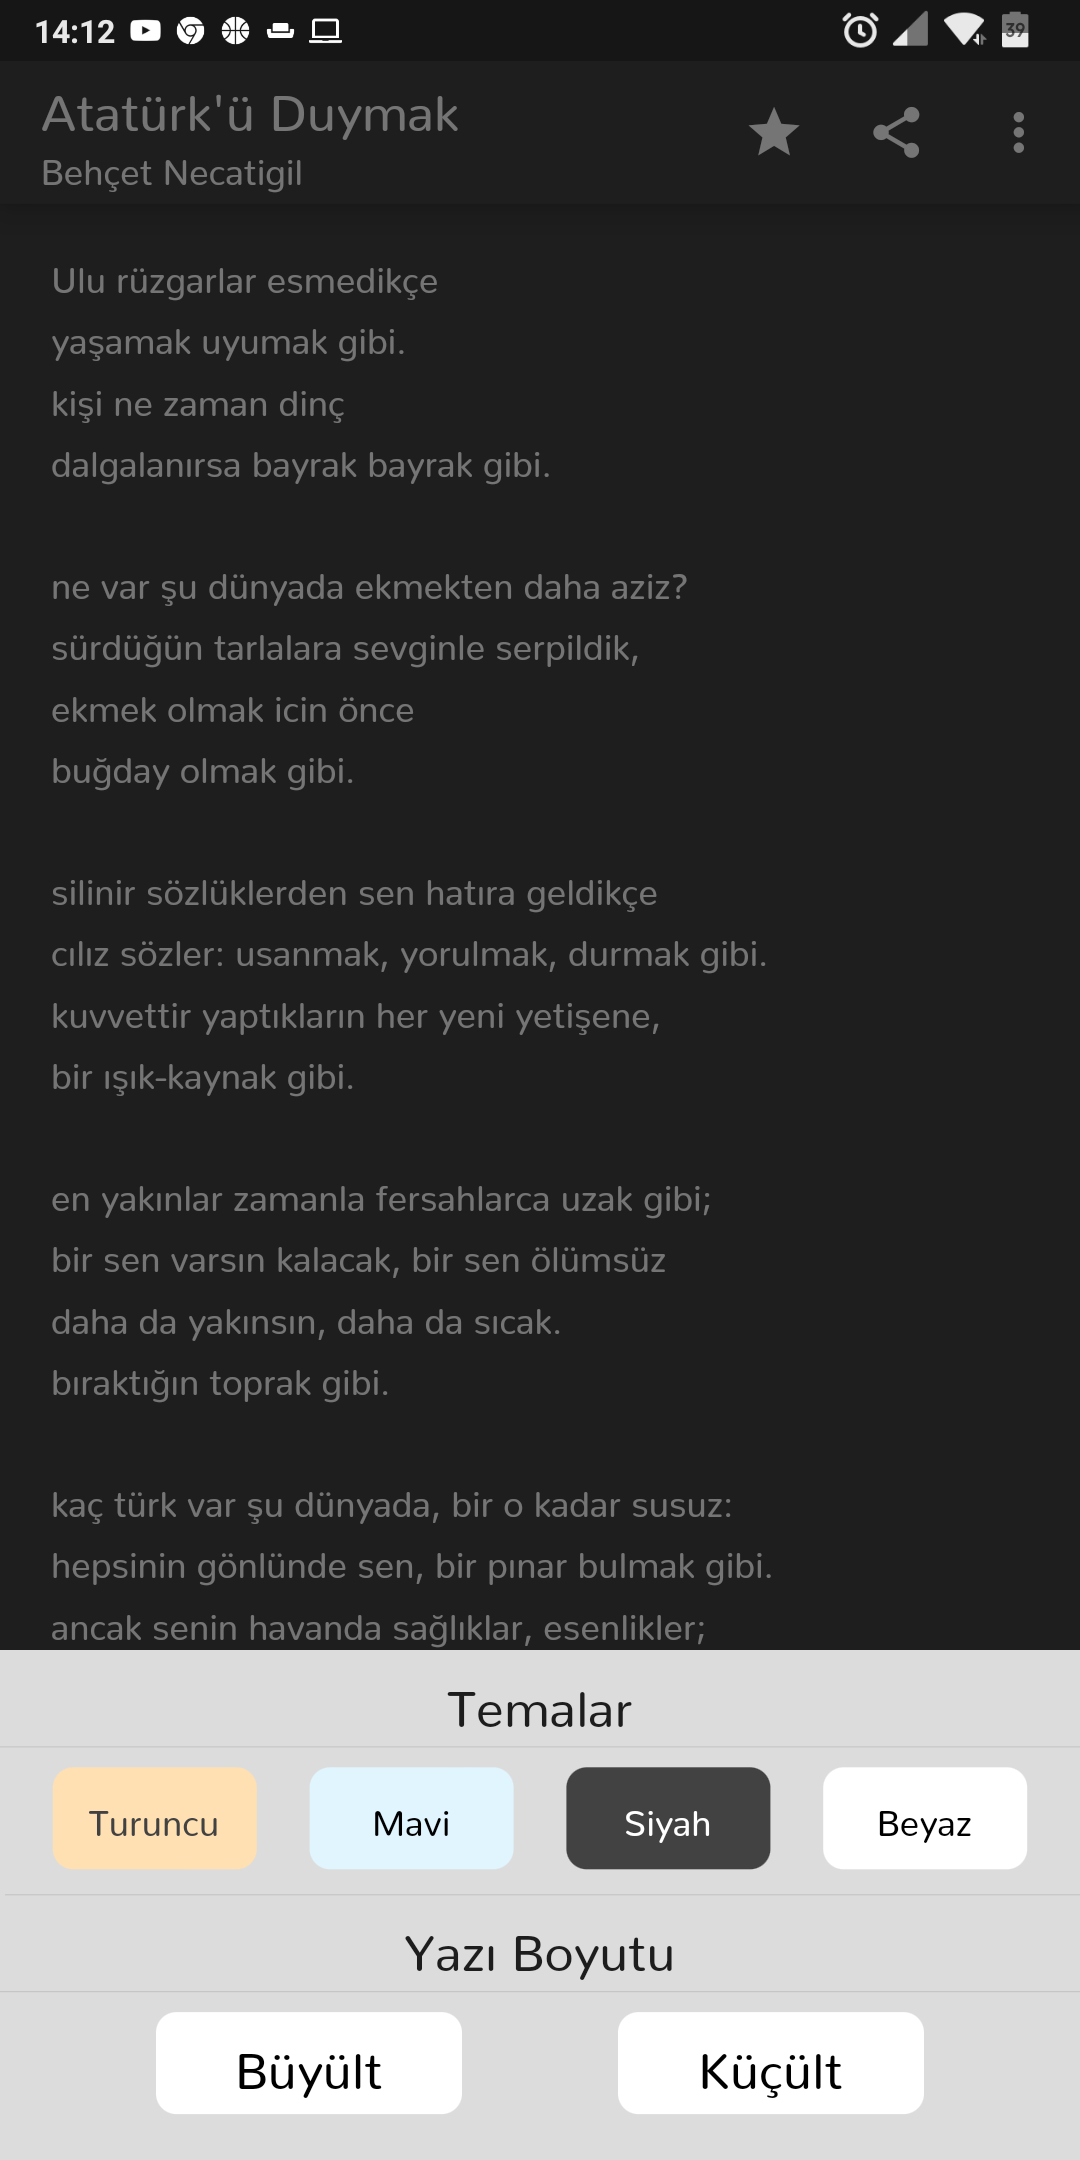 14:12
39
Atatürk'ü Duymak
Behçet Necatigil
Ulu rüzgarlar esmedikçe
yaşamak uyumak gibi.
kişi ne zaman dinç
dalgalanırsa bayrak bayrak gibi.
ne var şu dünyada ekmekten daha aziz?
sürdüğün tarlalara sevginle serpildik,
ekmek olmak icin önce
buğday olmak gibi.
silinir sözlüklerden sen hatıra geldikçe
cılız sözler: usanmak, yorulmak, durmak gibi.
kuvvettir yaptıkların her yeni yetişene,
bir ışık-kaynak gibi.
en yakınlar zamanla fersahlarca uzak gibi;
bir sen varsın kalacak, bir sen ölümsüz
daha da yakınsın, daha da sıcak.
bıraktığın toprak gibi.
kaç türk var şu dünyada, bir o kadar susuz:
hepsinin gönlünde sen, bir pınar bulmak gibi.
ancak senin havanda sağlıklar, esenlikler;
Temalar
Turuncu Mavi Siyah Beyaz
Yazı Boyutu
Büyült Küçült